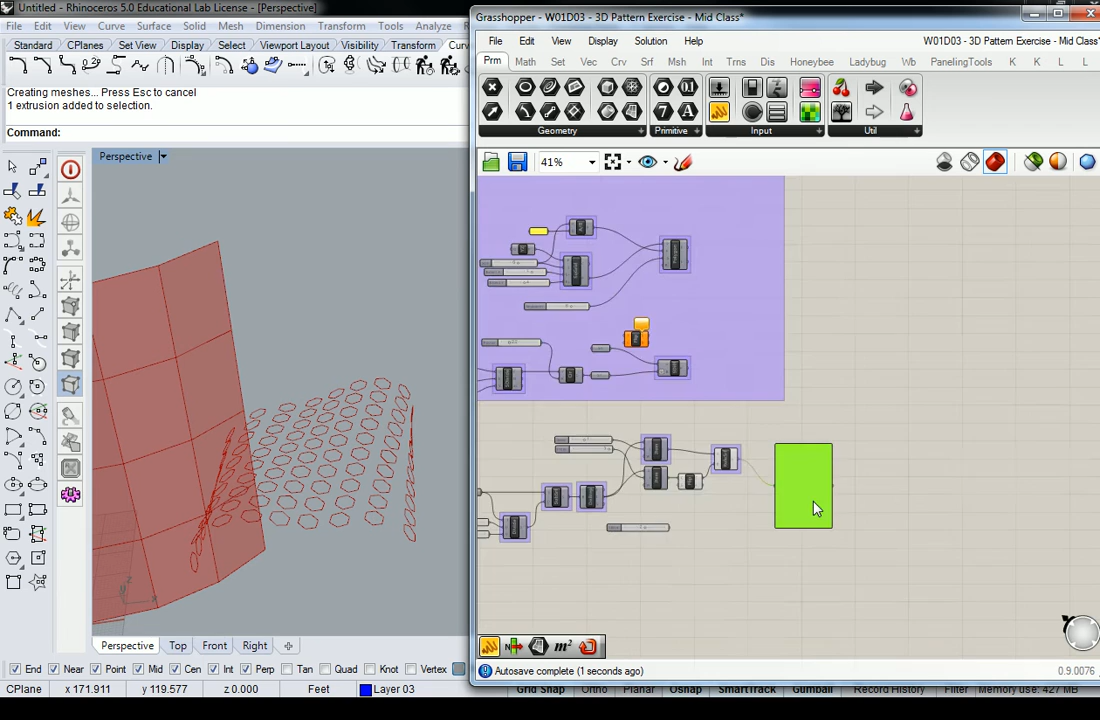 Untitled - Rhinoceros 5.0 Educational Lab License - [Perspective]
File Edit View Curve Surface Solid Mesh Dimension Transform Tools Analyze
Standard CPlanes Set View Display Select Viewport Layout Visibility Transform
Creating meshes... Press Esc to cancel
1 extrusion added to selection.
Command:
Perspective
z
y
x
Perspective Top Front Right
End Near Point Mid Cen Int Perp Tan Quad Knot Vertex
CPlane x 171.911 y 119.577 z 0.000 Feet Layer 03
Grid Snap Ortho Planar Osnap SmartTrack Gumball Record History Filter Memory use: 427 MB
Grasshopper - W01D03 - 3D Pattern Exercise - Mid Class*
File Edit View Display Solution Help W01D03 - 3D Pattern Exercise - Mid Class*
Prm Math Set Vec Crv Srf Msh Int Trns Dis Honeybee Ladybug Wb PanelingTools K K L L
Geometry Primitive Input Util
41%
m²
Autosave complete (1 seconds ago) 0.9.0076